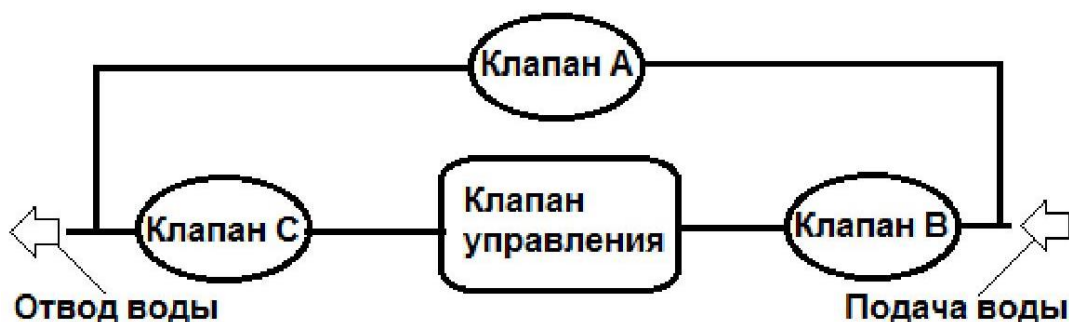 Клапан А
Клапан С
Клапан
управления
Клапан В
Отвод воды
Подача воды